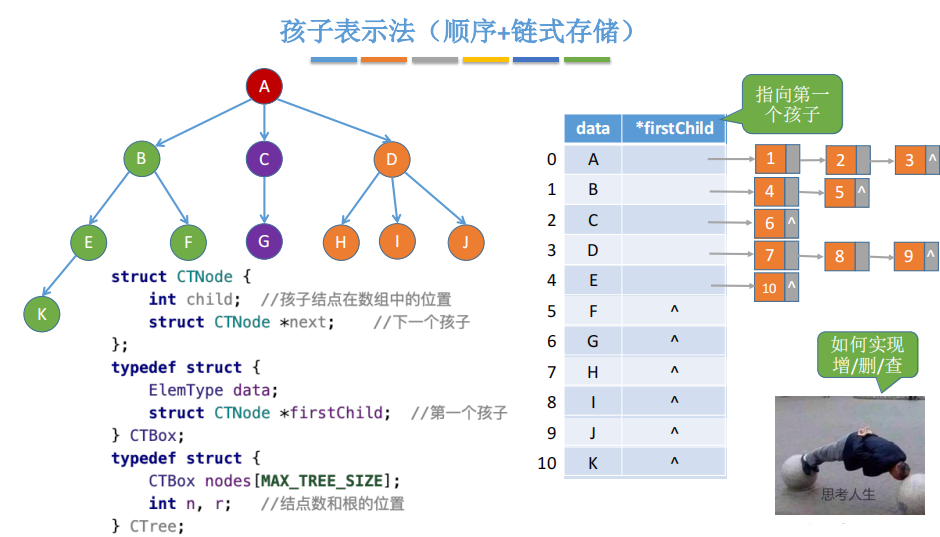 孩子表示法（顺序+链式存储）
A
B
C
D
E
F
G
H
I
J
K
struct CTNode {
int child; //孩子结点在数组中的位置
struct CTNode *next; //下一个孩子
};
typedef struct {
ElemType data;
struct CTNode *firstChild; //第一个孩子
} CTBox;
typedef struct {
CTBox nodes[MAX_TREE_SIZE];
int n, r; //结点数和根的位置
} CTree;
指向第一
个孩子
data *firstChild
0 A 1 2 3 ^
1 B 4 5 ^
2 C 6 ^
3 D 7 8 9 ^
4 E 10 ^
5 F ^
6 G ^
7 H ^
8 I ^
9 J ^
10 K ^
如何实现
增/删/查
思考人生